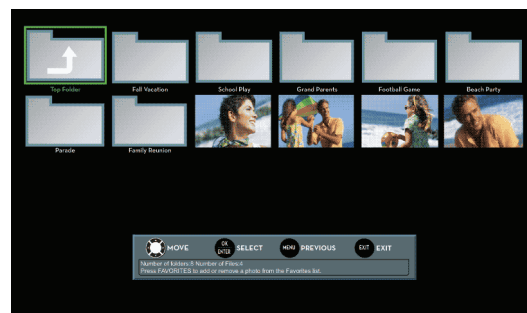 Top Folder Fall Vacation School Play Grand Parents Football Game Beach Party
Parade Family Reunion
MOVE OK ENTER SELECT MENU PREVIOUS EXIT EXIT
Number of folders:8 Number of Files:4
Press FAVORITES to add or remove a photo from the Favorites list.